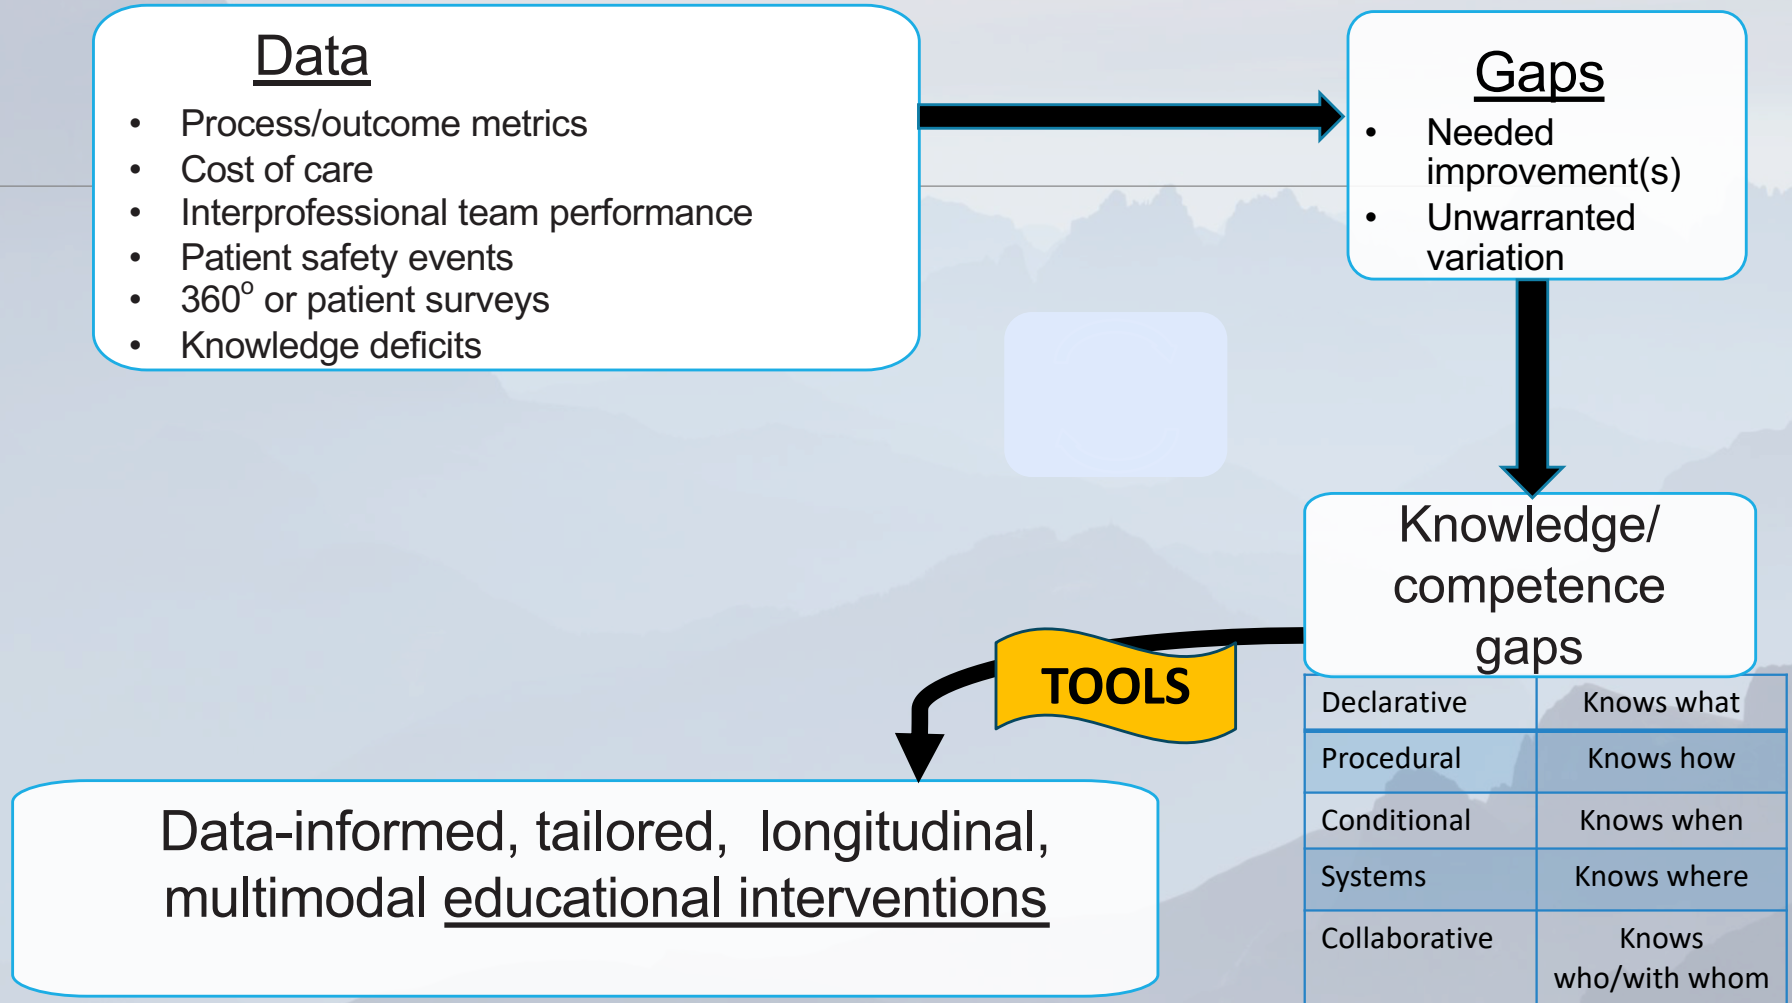 Data
• Process/outcome metrics
• Cost of care
• Interprofessional team performance
• Patient safety events
• 360° or patient surveys
• Knowledge deficits
Gaps
• Needed
improvement(s)
• Unwarranted
variation
Knowledge/
competence
gaps
Declarative Knows what
Procedural Knows how
Conditional Knows when
Systems Knows where
Collaborative Knows
who/with whom
TOOLS
Data-informed, tailored, longitudinal,
multimodal educational interventions